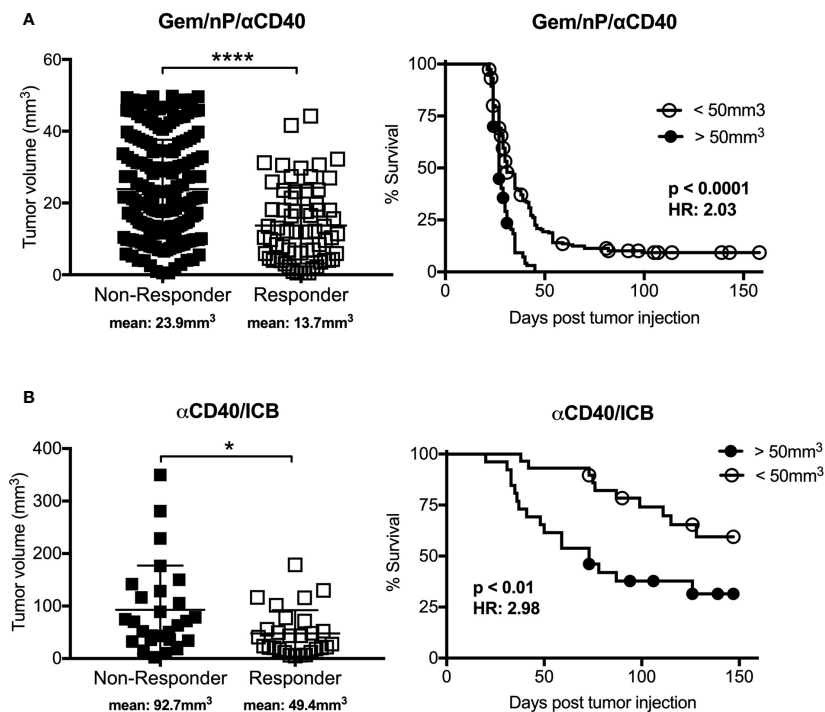 A
Gem/nP/αCD40
Tumor volume (mm³)
60
40
20
0
****
Non-Responder
Responder
mean: 23.9mm³
mean: 13.7mm³
Gem/nP/αCD40
% Survival
100
75
50
25
0
< 50mm3
> 50mm³
p < 0.0001
HR: 2.03
0
50
100
150
Days post tumor injection
B
αCD40/ICB
Tumor volume (mm³)
400
300
200
100
0
*
Non-Responder
Responder
mean: 92.7mm³
mean: 49.4mm³
αCD40/ICB
% Survival
100
75
50
25
0
> 50mm³
< 50mm³
p < 0.01
HR: 2.98
0
50
100
150
Days post tumor injection